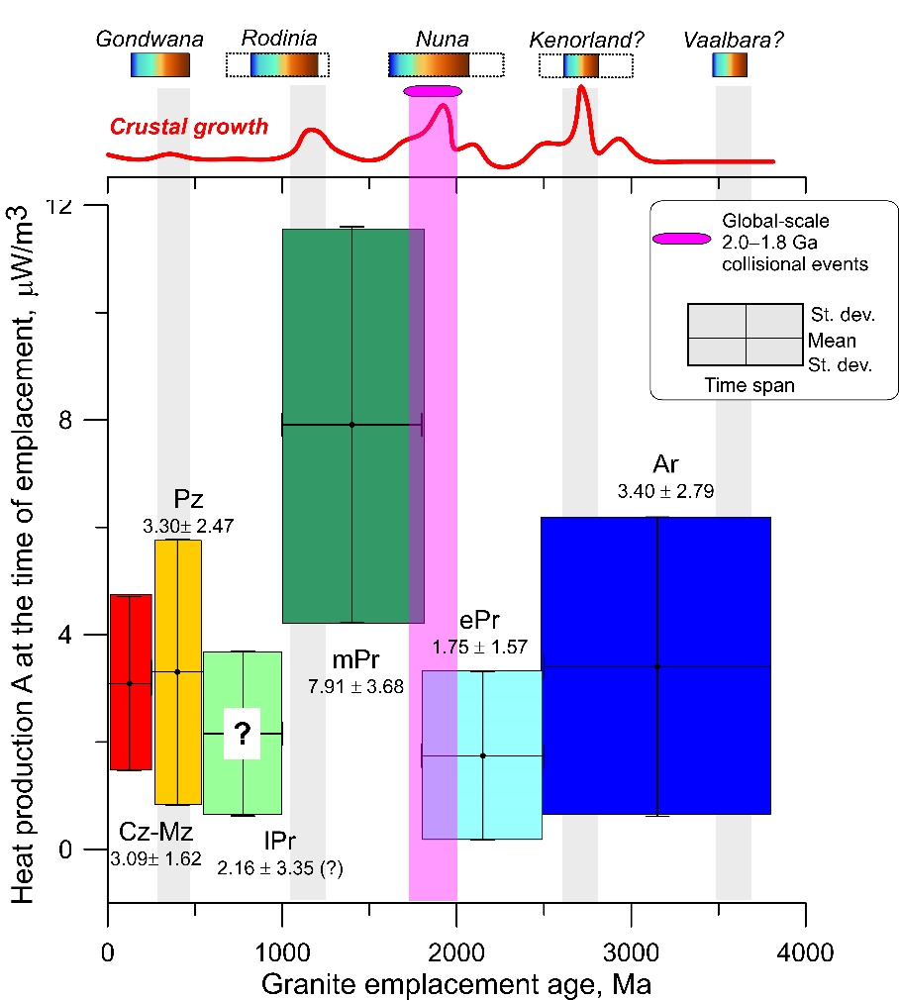 Gondwana Rodinia Nuna Kenorland? Vaalbara?
Crustal growth
Global-scale
2.0–1.8 Ga
collisional events
St. dev.
Mean
St. dev.
Time span
Heat production A at the time of emplacement, μW/m3
12
8
4
0
Pz
3.30± 2.47
Ar
3.40 ± 2.79
ePr
1.75 ± 1.57
mPr
7.91 ± 3.68
?
Cz-Mz
3.09± 1.62
lPr
2.16 ± 3.35 (?)
0 1000 2000 3000 4000
Granite emplacement age, Ma